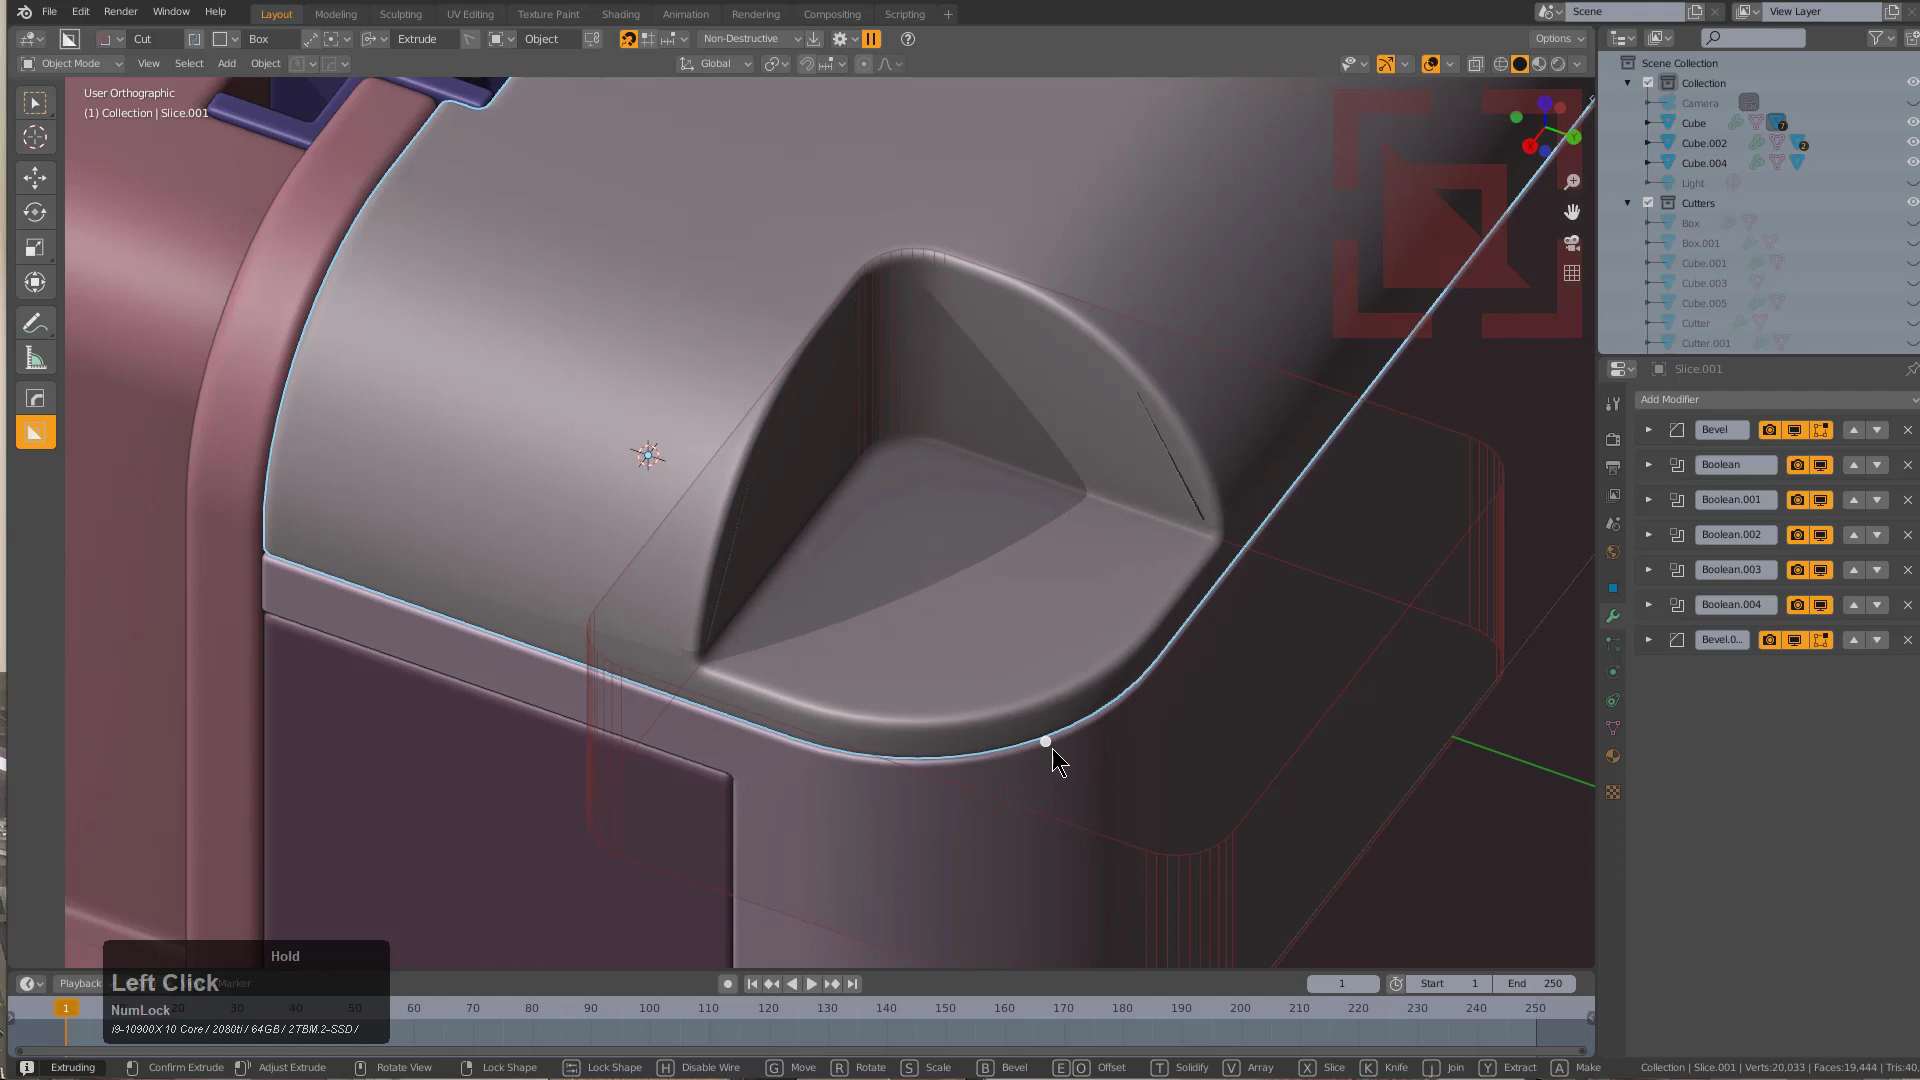 File Edit Render Window Help Layout Modeling Sculpting UV Editing Texture Paint Shading Animation Rendering Compositing Scripting + Scene View Layer
Cut Box Extrude Object Non-Destructive Options
Object Mode View Select Add Object Global
User Orthographic
(1) Collection | Slice.001
Y
X
Scene Collection
Collection
Camera
Cube 7
Cube.002 2
Cube.004
Light
Cutters
Box
Box.001
Cube.001
Cube.003
Cube.005
Cutter
Cutter.001
Slice.001
Add Modifier
Bevel
Boolean
Boolean.001
Boolean.002
Boolean.003
Boolean.004
Bevel.0...
Hold
Left Click
NumLock
i9-10900X 10 Core / 2080ti / 64GB / 2TBM.2-SSD /
Playback Marker 1 Start 1 End 250
1 20 30 40 50 60 70 80 90 100 110 120 130 140 150 160 170 180 190 200 210 220 230 240 250
Extruding Confirm Extrude Adjust Extrude Rotate View Lock Shape Lock Shape H Disable Wire G Move R Rotate S Scale B Bevel E O Offset T Solidify V Array X Slice K Knife J Join Y Extract A Make Collection | Slice.001 | Verts:20,033 | Faces:19,444 | Tris:40,